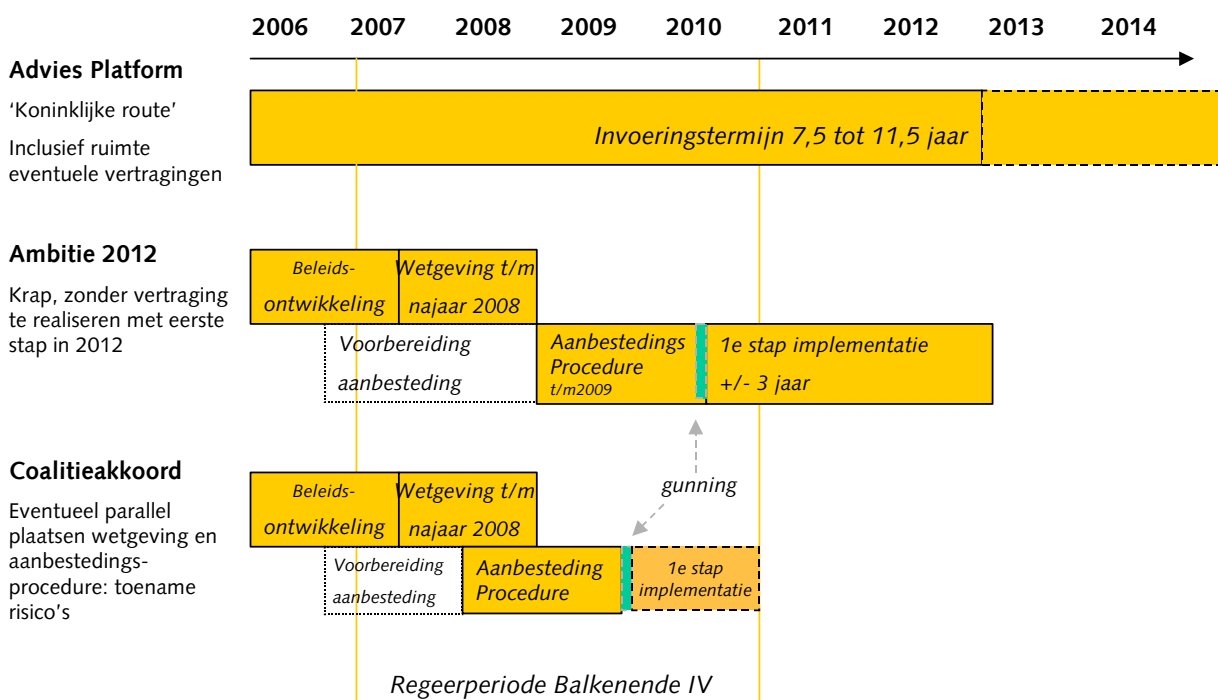 2006 2007 2008 2009 2010 2011 2012 2013 2014
Advies Platform
‘Koninklijke route’
Inclusief ruimte
eventuele vertragingen
Invoeringstermijn 7,5 tot 11,5 jaar
Ambitie 2012
Krap, zonder vertraging
te realiseren met eerste
stap in 2012
Beleids-
ontwikkeling
Wetgeving t/m
najaar 2008
Voorbereiding
aanbesteding
Aanbestedings
Procedure
t/m2009
1e stap implementatie
+/- 3 jaar
gunning
Coalitieakkoord
Eventueel parallel
plaatsen wetgeving en
aanbestedings-
procedure: toename
risico’s
Beleids-
ontwikkeling
Wetgeving t/m
najaar 2008
Voorbereiding
aanbesteding
Aanbesteding
Procedure
1e stap
implementatie
Regeerperiode Balkenende IV